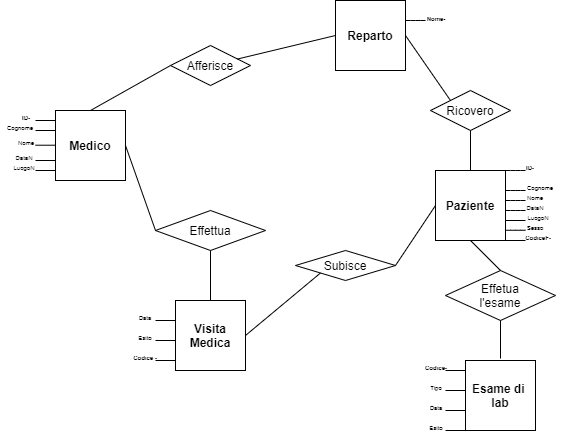 Reparto
Nome-
Afferisce
Ricovero
ID-
Cognome
Nome
DataN
LuogoN
Medico
ID-
Cognome
Nome
DataN
LuogoN
Sesso
CodiceF-
Paziente
Effettua
Subisce
Effetua
l'esame
Data
Esito
Codice -
Visita
Medica
Codice-
Tipo
Data
Esito
Esame di
lab